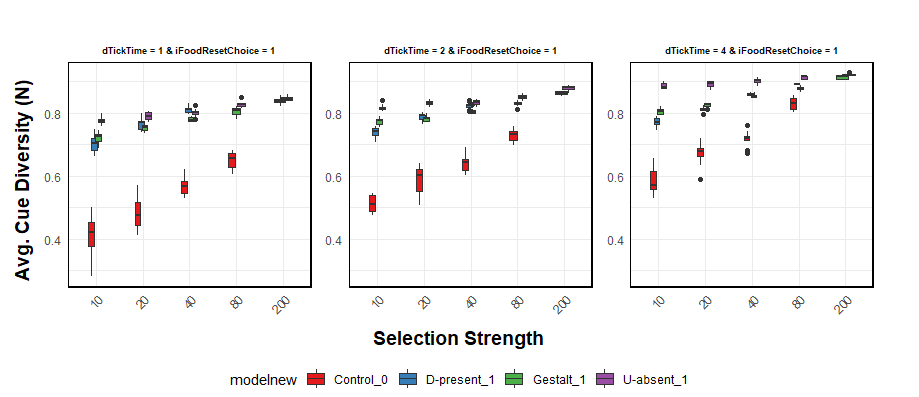 dTickTime = 1 & iFoodResetChoice = 1
dTickTime = 2 & iFoodResetChoice = 1
dTickTime = 4 & iFoodResetChoice = 1
Avg. Cue Diversity (N)
0.8
0.6
0.4
0.8
0.6
0.4
0.8
0.6
0.4
10
20
40
80
200
10
20
40
80
200
10
20
40
80
200
Selection Strength
modelnew
Control_0
D-present_1
Gestalt_1
U-absent_1